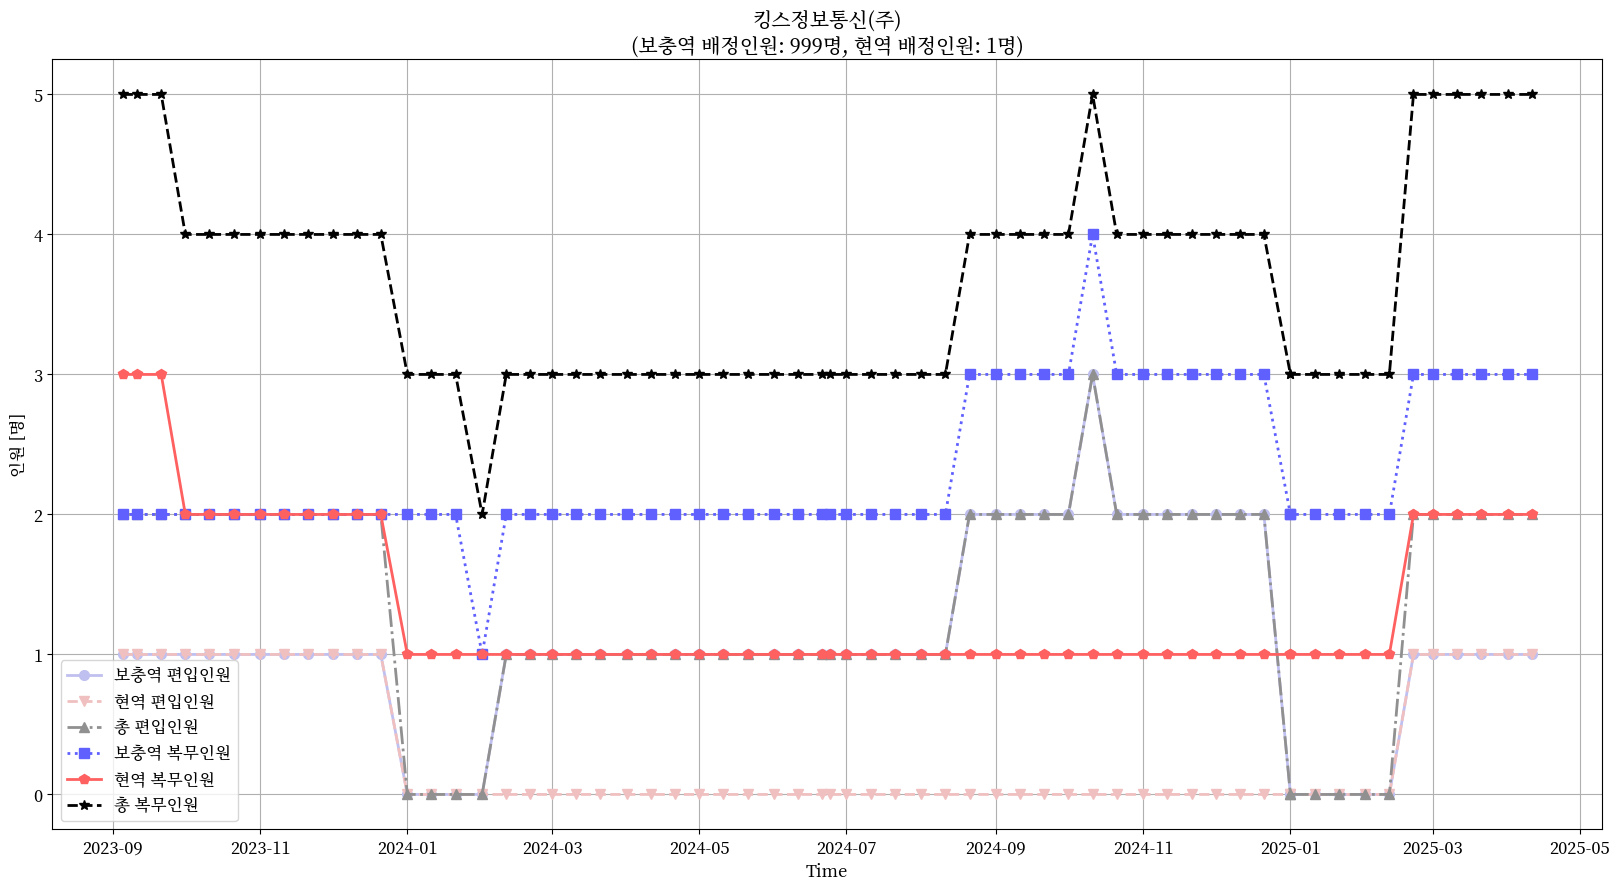 킹스정보통신(주)
(보충역 배정인원: 999명, 현역 배정인원: 1명)
인원 [명]
5
4
3
2
1
0
보충역 편입인원
현역 편입인원
총 편입인원
보충역 복무인원
현역 복무인원
총 복무인원
2023-09 2023-11 2024-01 2024-03 2024-05 2024-07 2024-09 2024-11 2025-01 2025-03 2025-05
Time